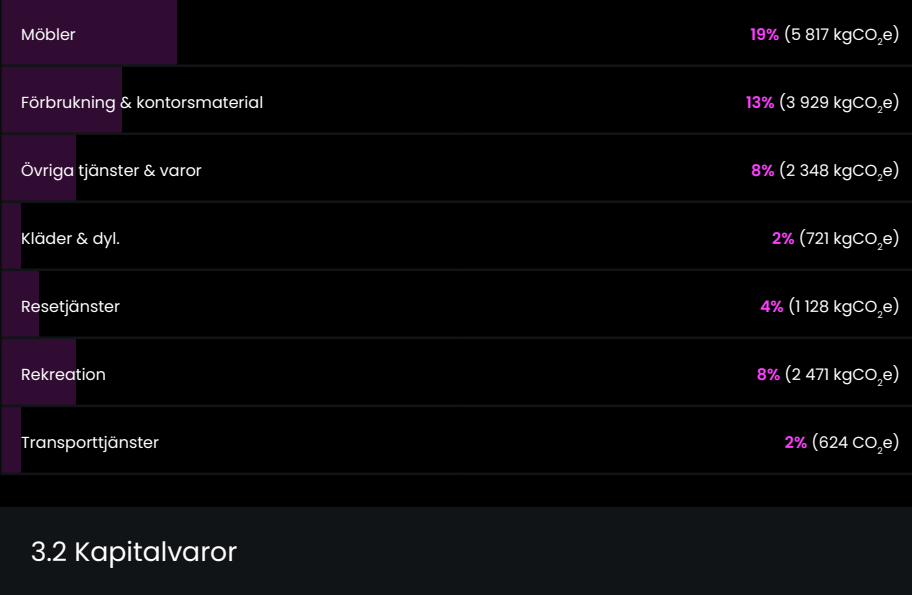 Möbler 19% (5 817 kgCO₂e)
Förbrukning & kontorsmaterial 13% (3 929 kgCO₂e)
Övriga tjänster & varor 8% (2 348 kgCO₂e)
Kläder & dyl. 2% (721 kgCO₂e)
Resetjänster 4% (1 128 kgCO₂e)
Rekreation 8% (2 471 kgCO₂e)
Transporttjänster 2% (624 CO₂e)
3.2 Kapitalvaror